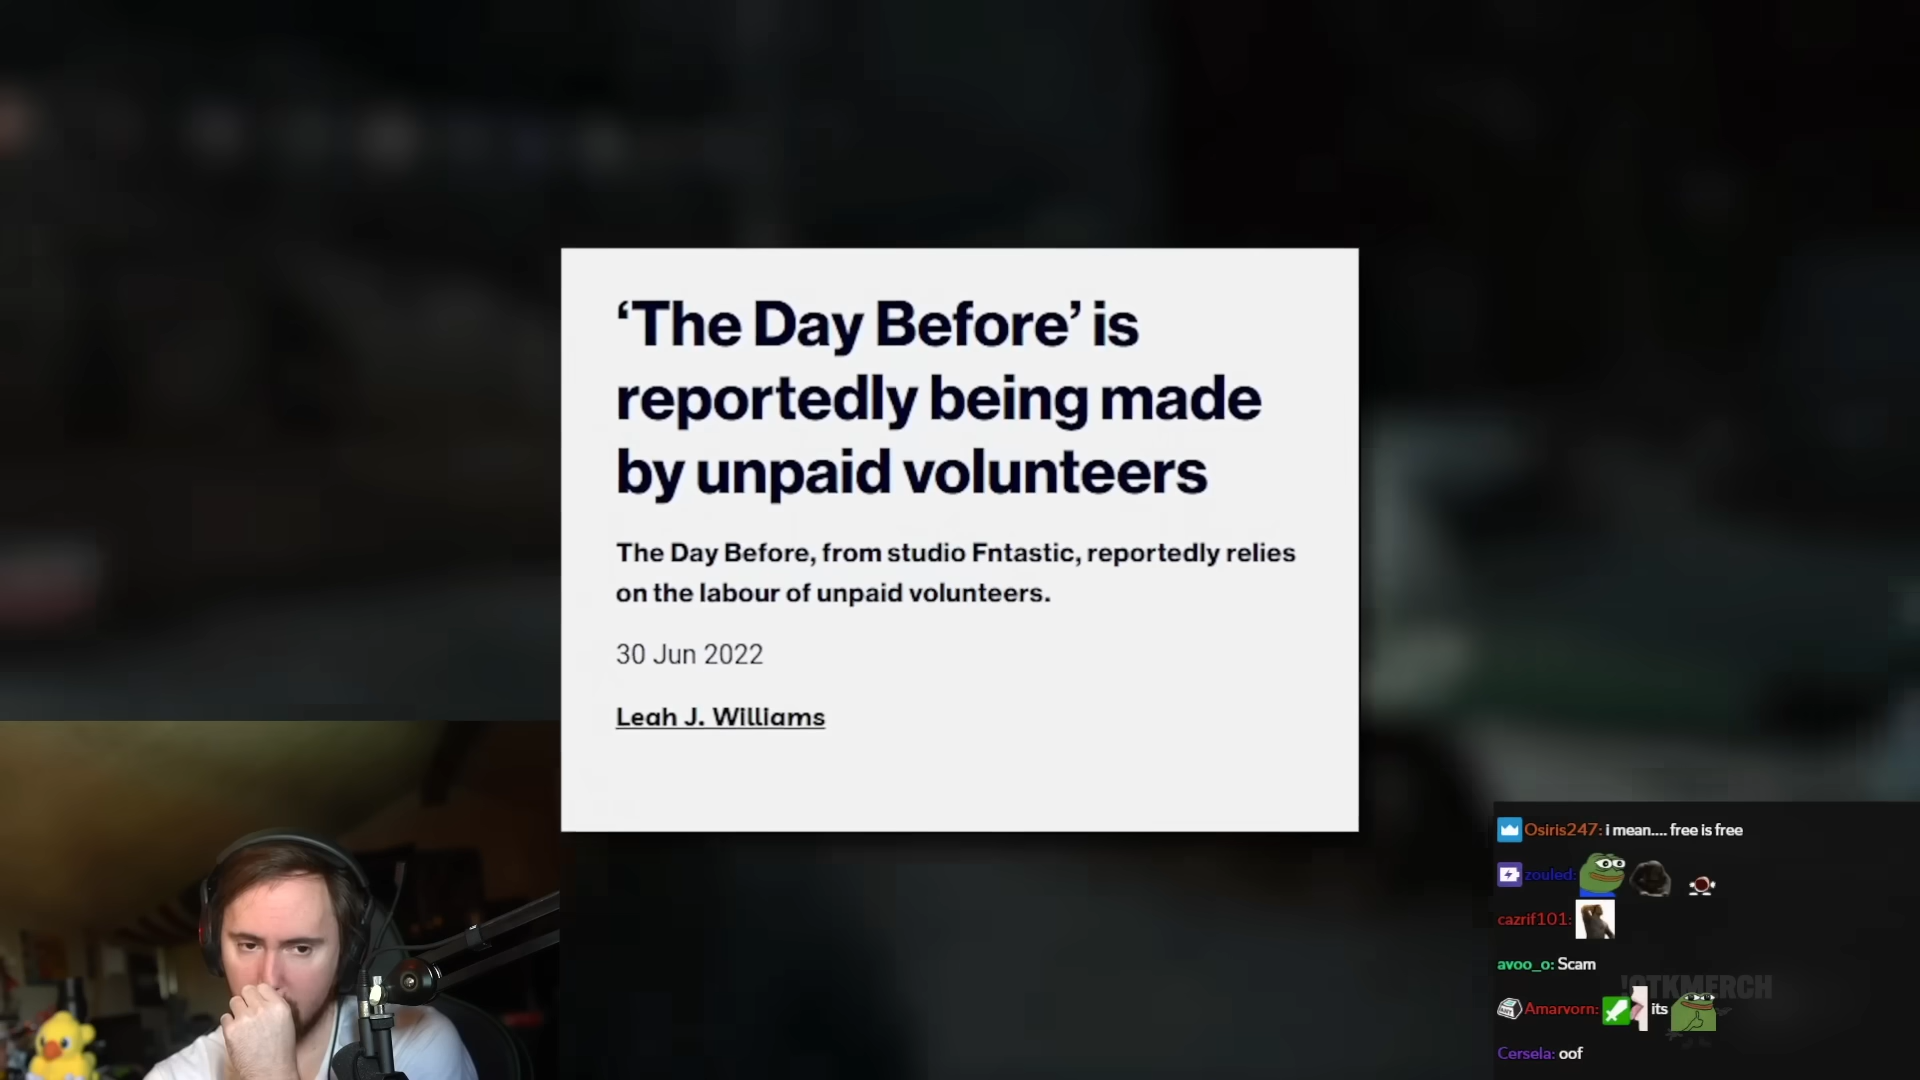 ‘The Day Before’ is
reportedly being made
by unpaid volunteers
The Day Before, from studio Fntastic, reportedly relies
on the labour of unpaid volunteers.
30 Jun 2022
Leah J. Williams
Osiris247: i mean.... free is free
zouled:
cazrif101:
avoo_o: Scam
!OTKMERCH
Amarvorn: its
Cersela: oof